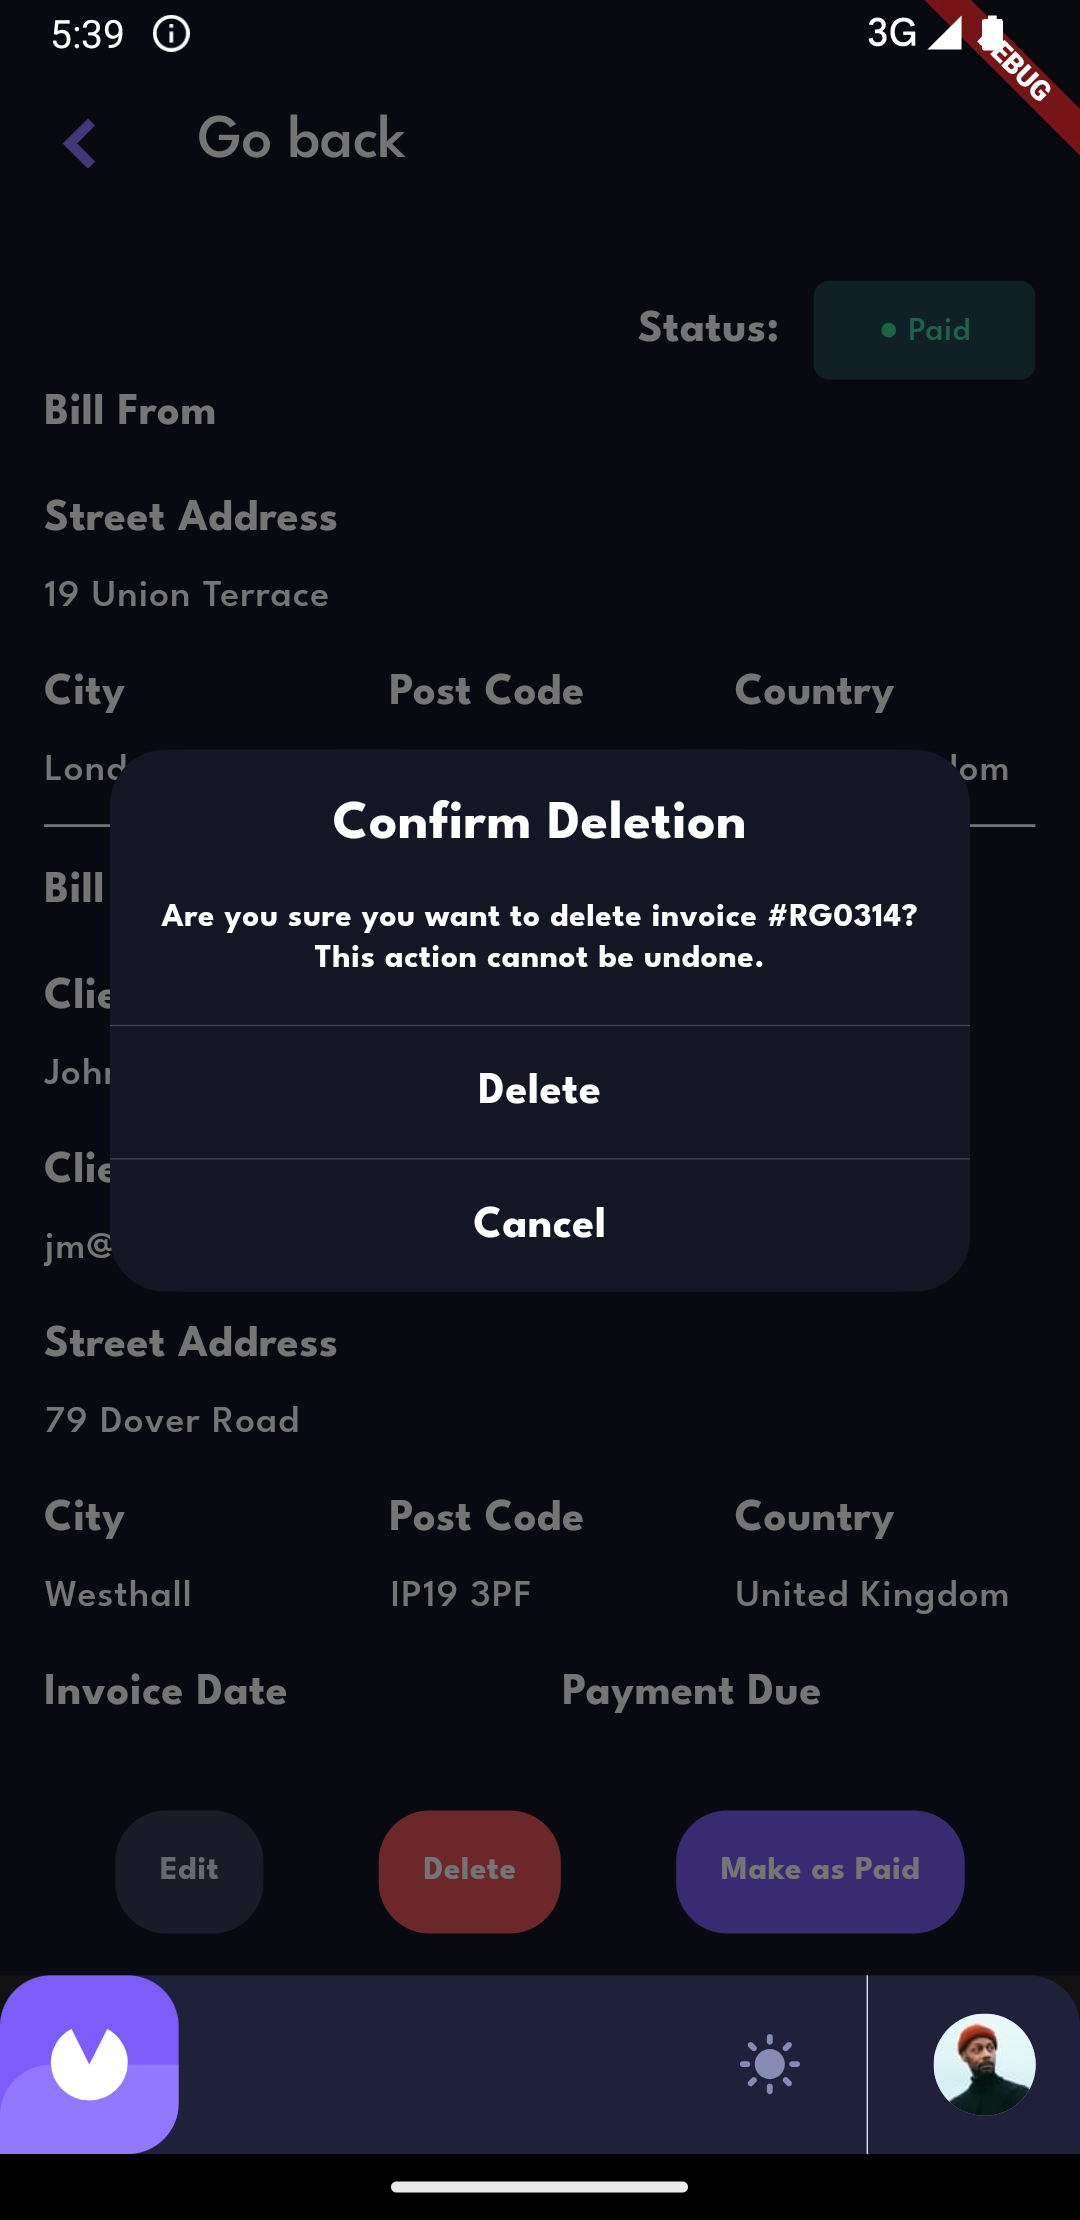 5:39 3G
EBUG
Go back
Status: Paid
Bill From
Street Address
19 Union Terrace
City Post Code Country
Lond om
Confirm Deletion
Bill
Are you sure you want to delete invoice #RG0314?
This action cannot be undone.
Clie
John
Delete
Clie
Cancel
jm@
Street Address
79 Dover Road
City Post Code Country
Westhall IP19 3PF United Kingdom
Invoice Date Payment Due
Edit Delete Make as Paid